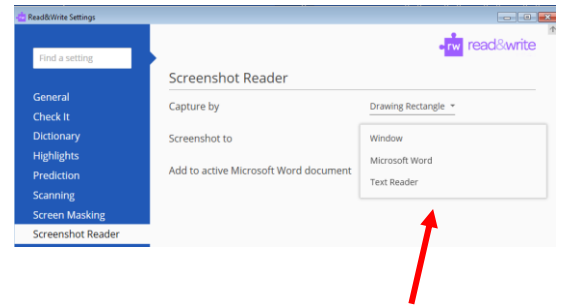 Read&Write Settings
rw read&write
Find a setting
Screenshot Reader
General
Capture by Drawing Rectangle
Check It
Dictionary
Screenshot to Window
Highlights
Microsoft Word
Prediction
Add to active Microsoft Word document
Text Reader
Scanning
Screen Masking
Screenshot Reader